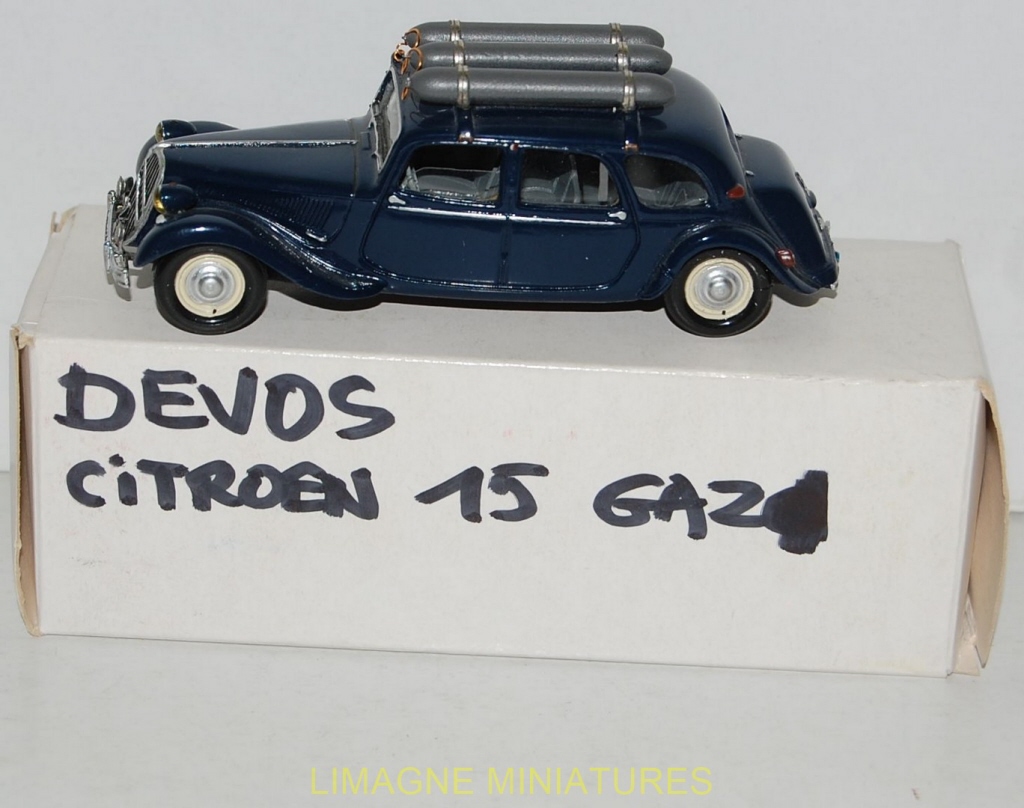 DEVOS
CiTROEN 15 GAZ
LIMAGNE MINIATURES